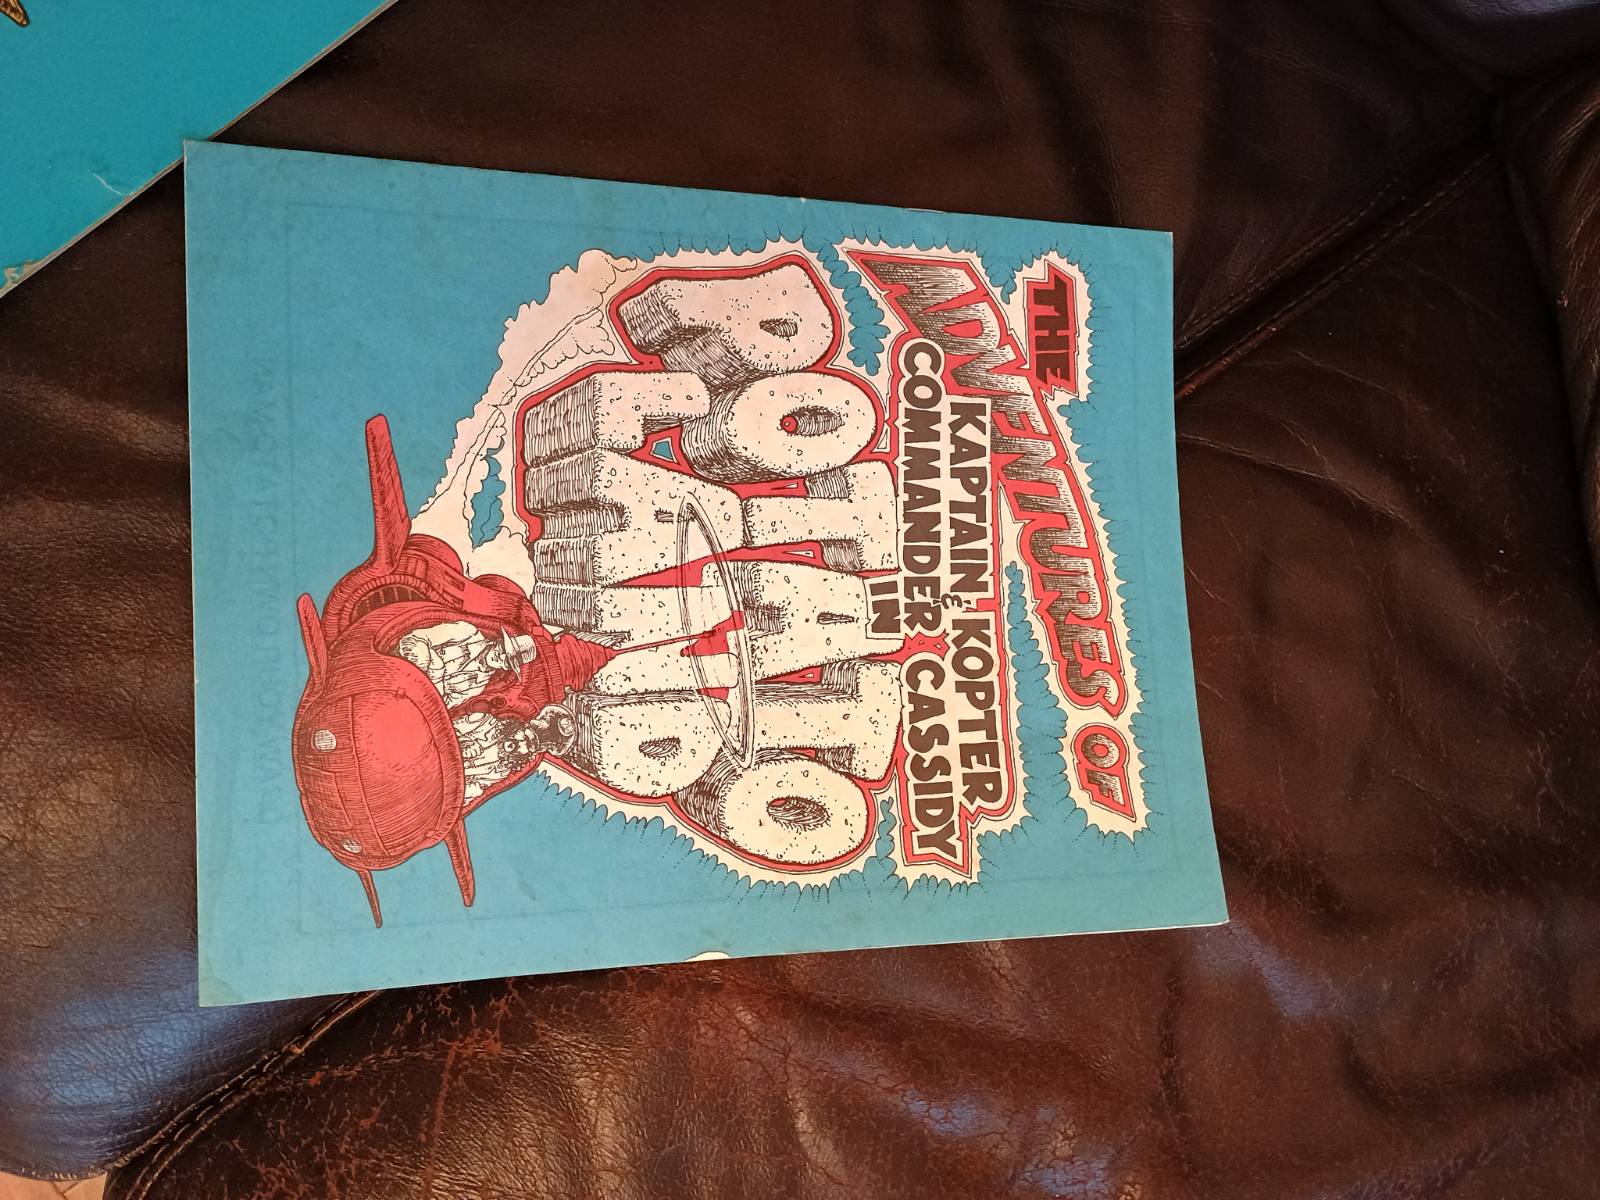 THE
ADVENTURES OF
KAPTAIN & KOPTER
COMMANDER CASSIDY
IN
POTATO
LAND